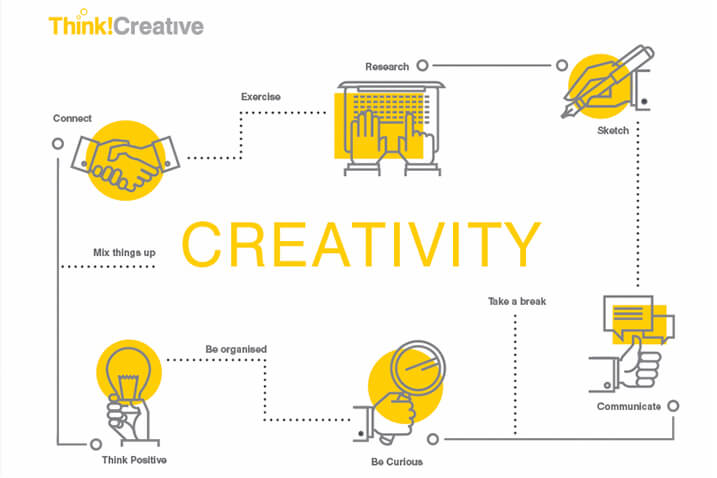 Think!Creative
Research
Exercise
Connect
Sketch
CREATIVITY
Mix things up
Take a break
Be organised
Communicate
Think Positive
Be Curious